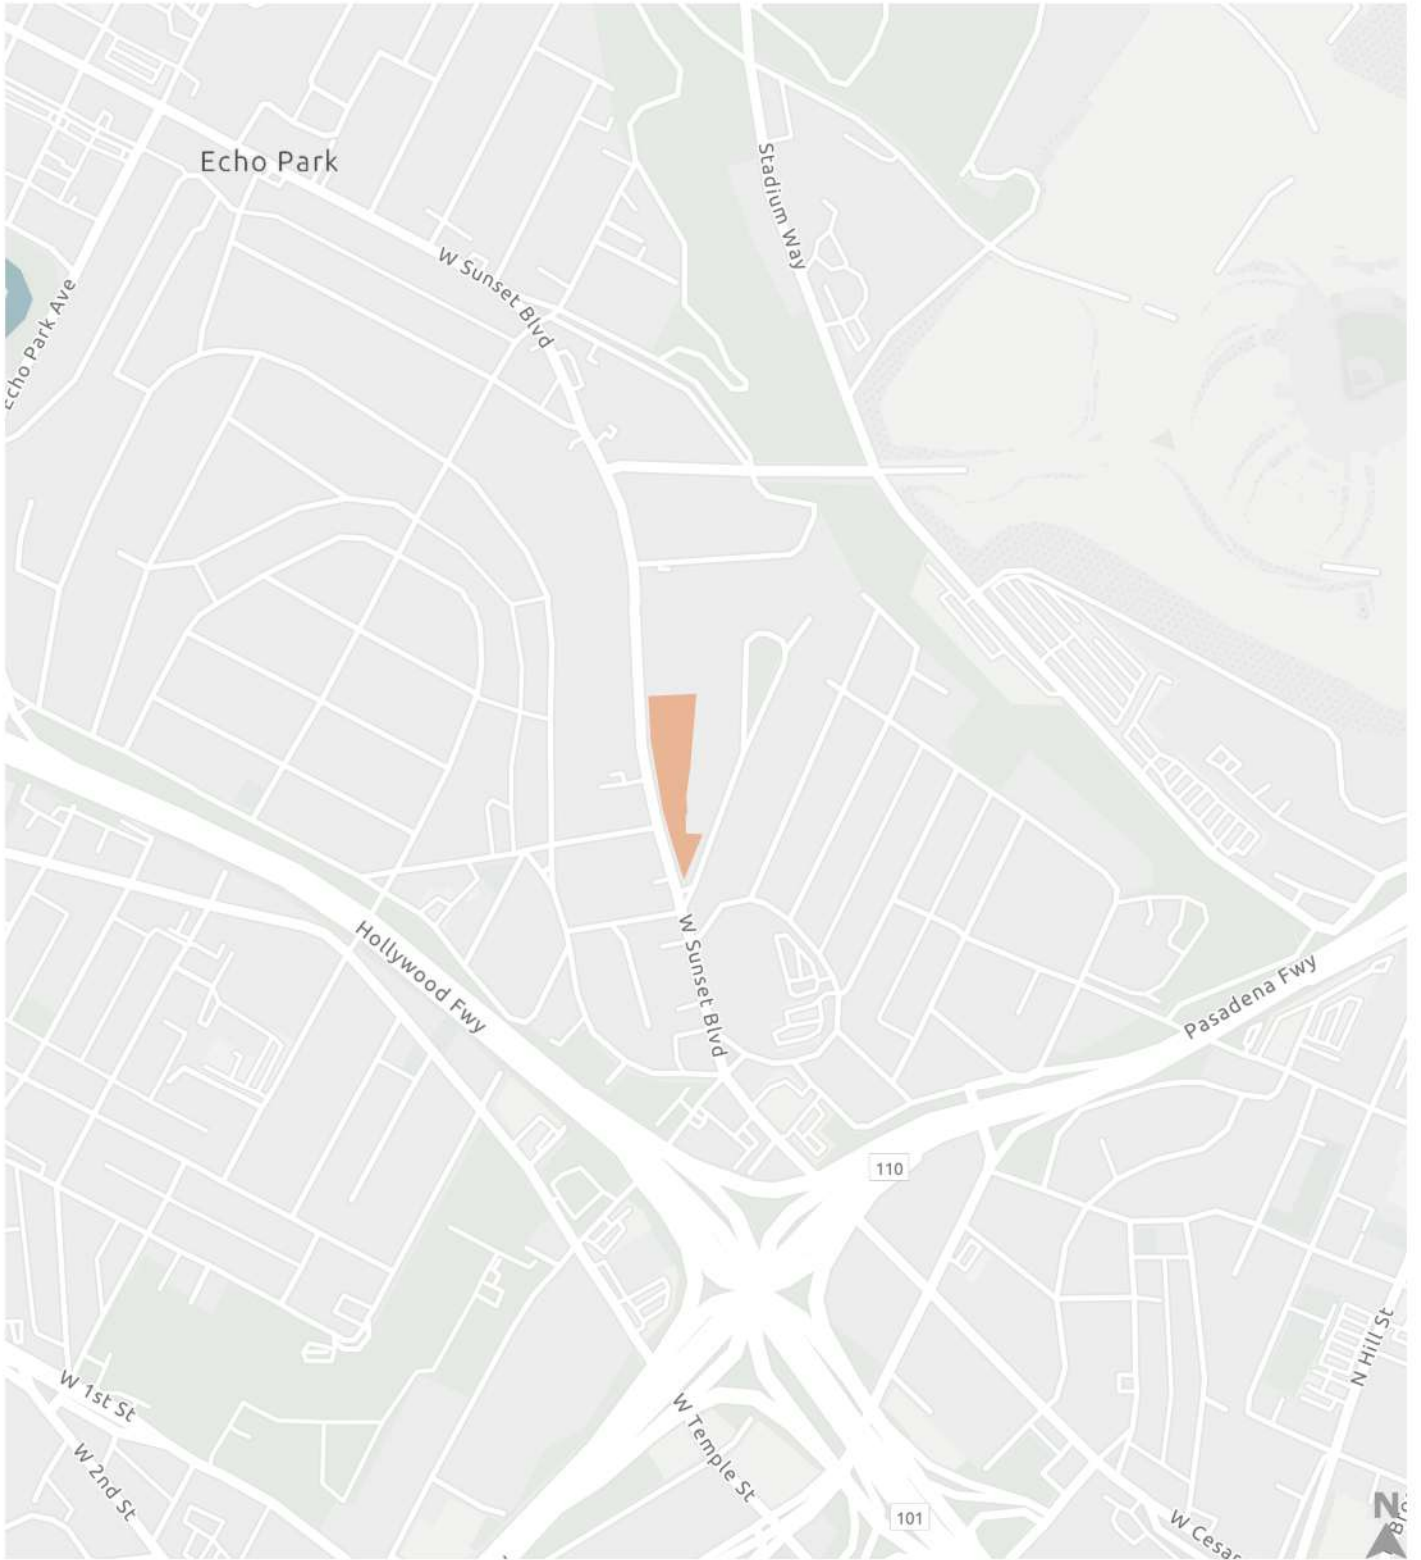 Echo Park
Stadium Way
W Sunset Blvd
Echo Park Ave
W Sunset Blvd
Hollywood Fwy
Pasadena Fwy
110
N Hill St
W 1st St
W Temple St
W 2nd St
101
W Cesar
N